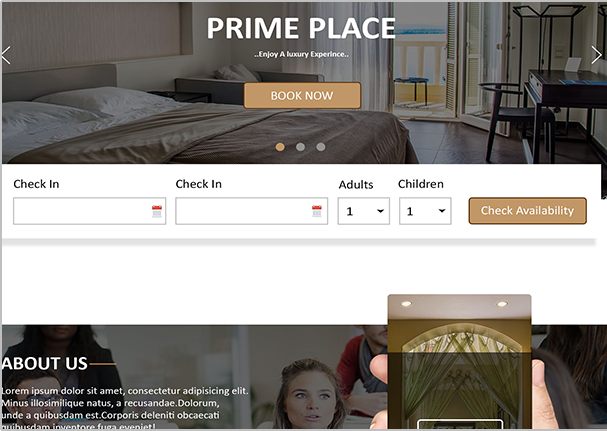 PRIME PLACE
..Enjoy A luxury Experince..
BOOK NOW
Check In
Check In
Adults
Children
1
1
Check Availability
ABOUT US
Lorem ipsum dolor sit amet, consectetur adipisicing elit.
Minus illosimilique natus, a recusandae.Dolorum,
unde a quibusdam est.Corporis deleniti obcaecati
quibusdam inventore fuga eveniet!